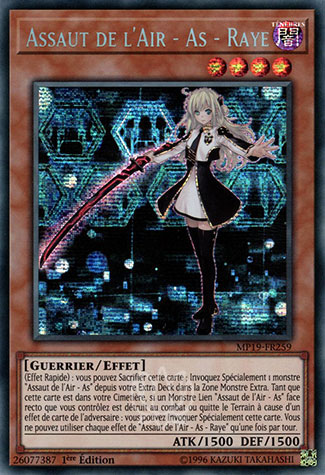 Assaut de l'Air - As - Raye
TÉNÈBRES
闇
MP19-FR259
[Guerrier/Effet]
(Effet Rapide) : vous pouvez Sacrifier cette carte ; Invoquez Spécialement 1 monstre
"Assaut de l'Air - As" depuis votre Extra Deck dans la Zone Monstre Extra. Tant que
cette carte est dans votre Cimetière, si un Monstre Lien "Assaut de l'Air - As" face
recto que vous contrôlez est détruit au combat ou quitte le Terrain à cause d'un
effet de carte de l'adversaire : vous pouvez Invoquer Spécialement cette carte. Vous
ne pouvez utiliser chaque effet de "Assaut de l'Air - As - Raye" qu'une fois par tour.
ATK/1500 DEF/1500
26077387 1ère Edition ©1996 KAZUKI TAKAHASHI